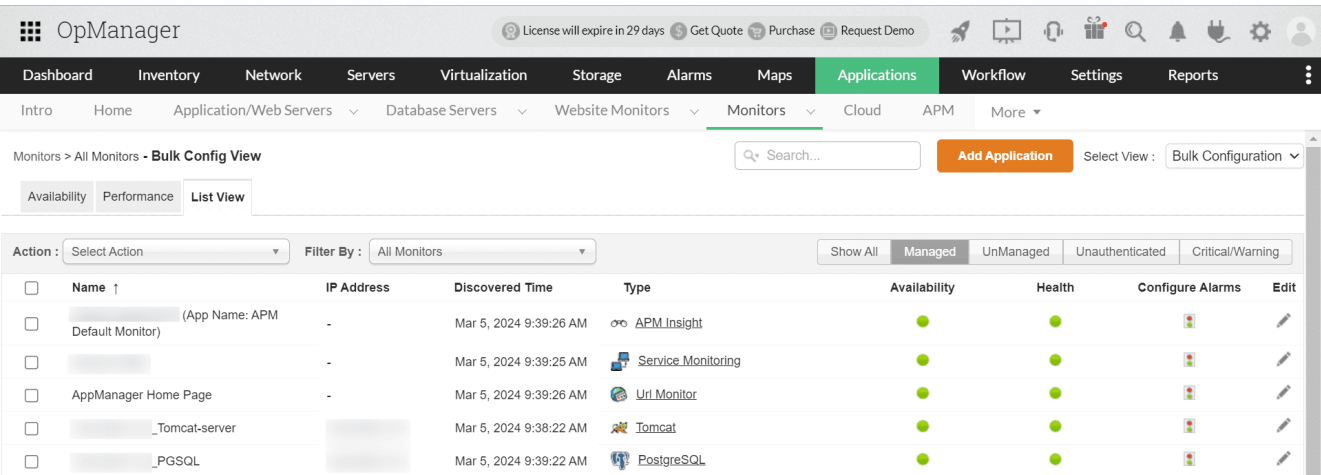 OpManager
License will expire in 29 days Get Quote Purchase Request Demo
Dashboard Inventory Network Servers Virtualization Storage Alarms Maps Applications Workflow Settings Reports
Intro Home Application/Web Servers Database Servers Website Monitors Monitors Cloud APM More
Monitors > All Monitors - Bulk Config View Search... Add Application Select View : Bulk Configuration
Availability Performance List View
Action : Select Action Filter By : All Monitors Show All Managed UnManaged Unauthenticated Critical/Warning
Name ↑ IP Address Discovered Time Type Availability Health Configure Alarms Edit
(App Name: APM
Default Monitor) - Mar 5, 2024 9:39:26 AM APM Insight
- Mar 5, 2024 9:39:25 AM Service Monitoring
AppManager Home Page - Mar 5, 2024 9:39:26 AM Url Monitor
_Tomcat-server Mar 5, 2024 9:38:22 AM Tomcat
_PGSQL Mar 5, 2024 9:39:22 AM PostgreSQL